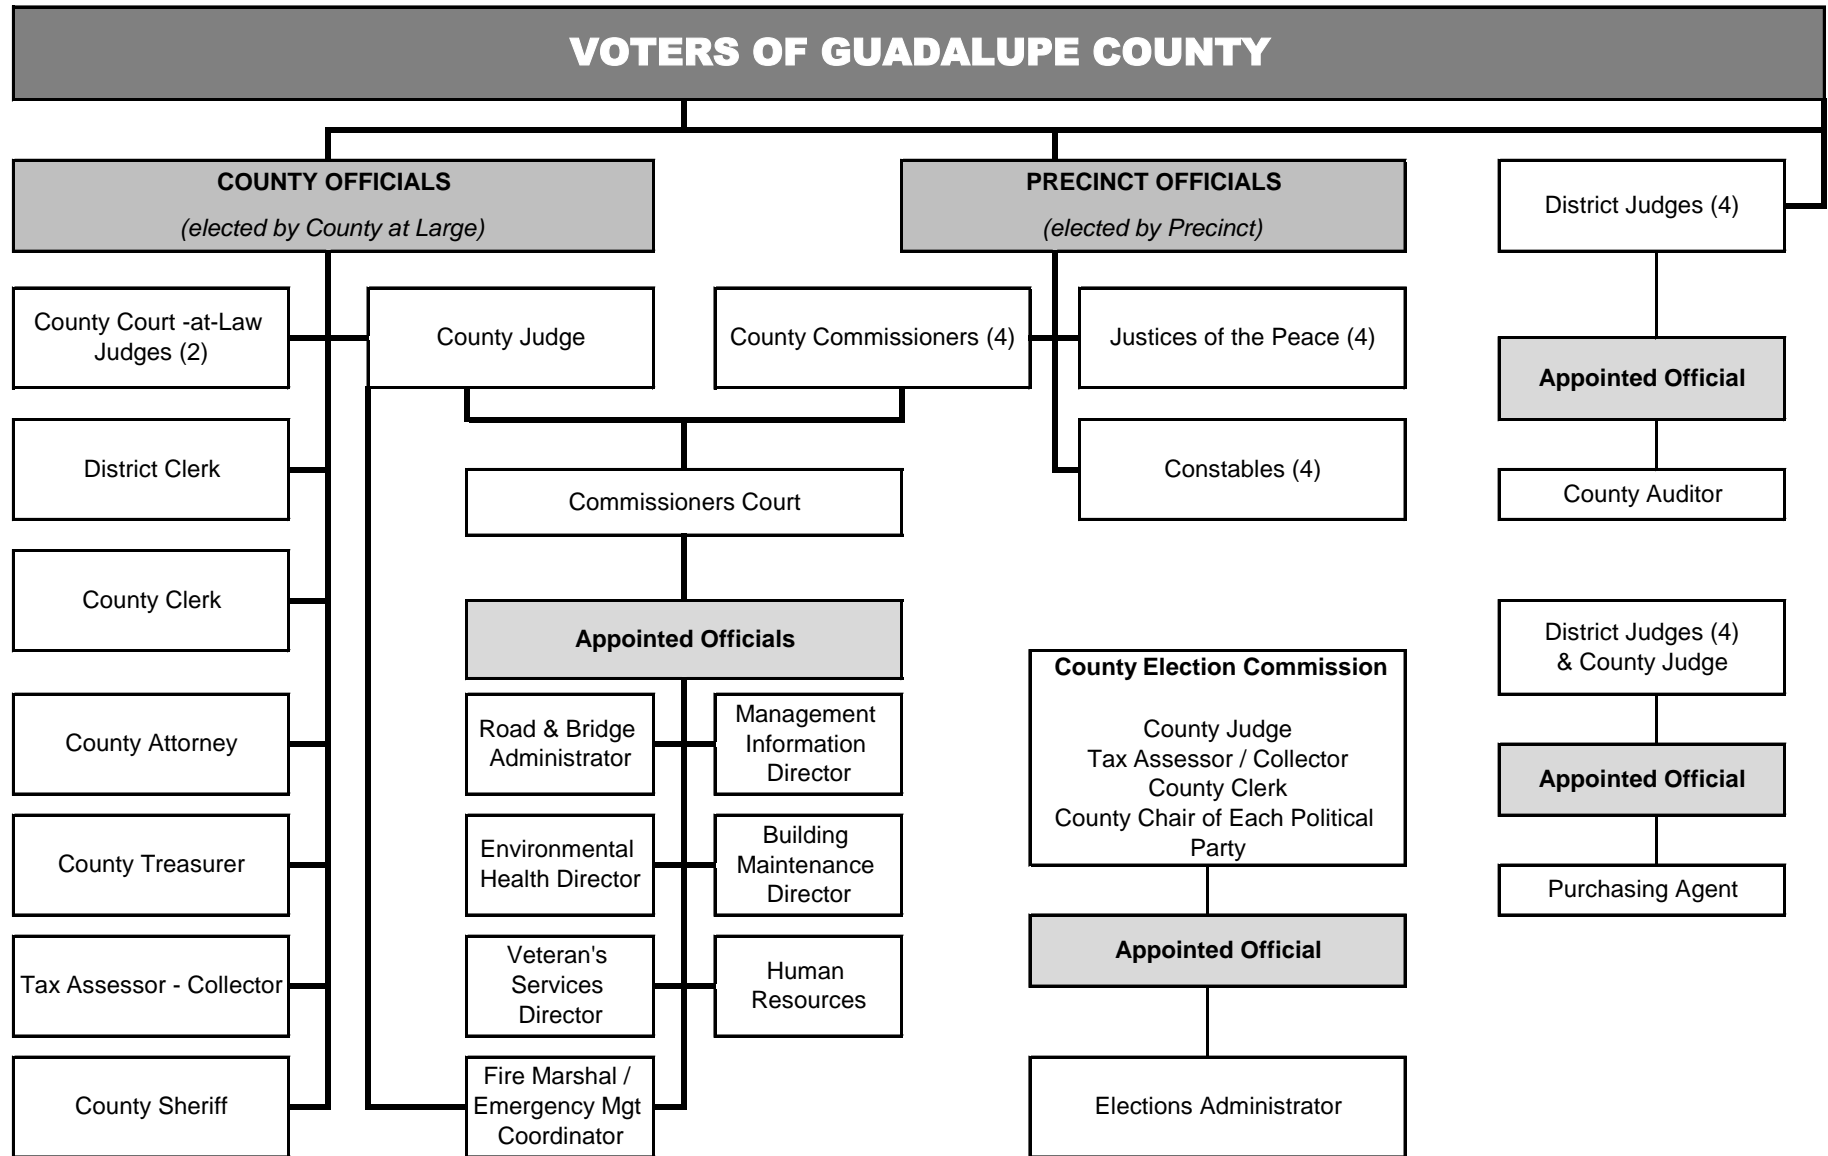 VOTERS OF GUADALUPE COUNTY
COUNTY OFFICIALS
(elected by County at Large)
PRECINCT OFFICIALS
(elected by Precinct)
District Judges (4)
County Court -at-Law
Judges (2)
County Judge
County Commissioners (4)
Justices of the Peace (4)
Appointed Official
District Clerk
Commissioners Court
Constables (4)
County Auditor
County Clerk
Appointed Officials
District Judges (4)
& County Judge
County Election Commission
County Judge
Tax Assessor / Collector
County Clerk
County Chair of Each Political
Party
County Attorney
Road & Bridge
Administrator
Management
Information
Director
Appointed Official
County Treasurer
Environmental
Health Director
Building
Maintenance
Director
Purchasing Agent
Appointed Official
Tax Assessor - Collector
Veteran's
Services
Director
Human
Resources
County Sheriff
Fire Marshal /
Emergency Mgt
Coordinator
Elections Administrator